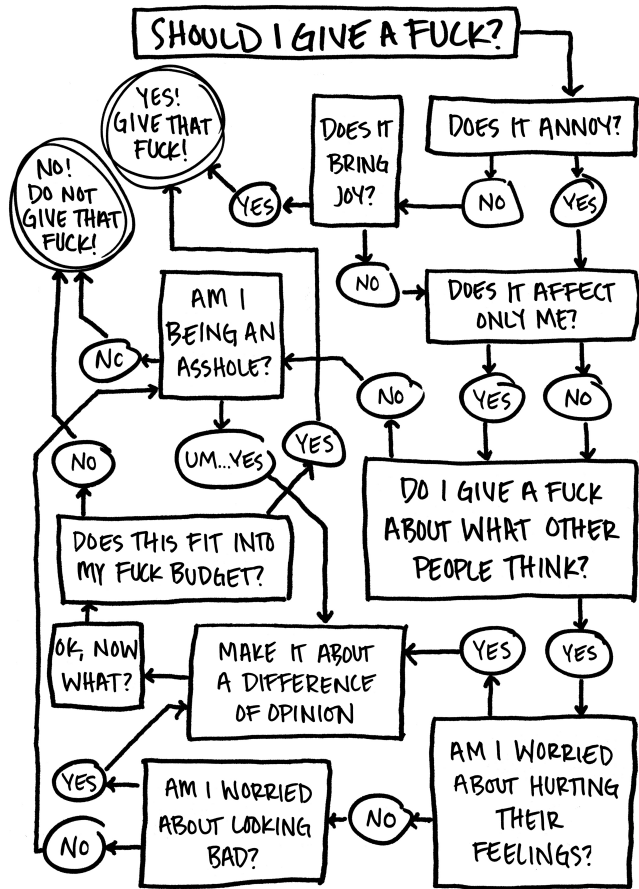 SHOULD I GIVE A FUCK?
YES!
GIVE THAT
FUCK!
DOES IT
BRING
JOY?
DOES IT ANNOY?
NO!
DO NOT
GIVE THAT
FUCK!
YES
NO
YES
NO
AM I
BEING AN
ASSHOLE?
DOES IT AFFECT
ONLY ME?
NO
NO
YES
NO
UM...YES
YES
NO
DO I GIVE A FUCK
ABOUT WHAT OTHER
PEOPLE THINK?
DOES THIS FIT INTO
MY FUCK BUDGET?
OK, NOW
WHAT?
MAKE IT ABOUT
A DIFFERENCE
OF OPINION
YES
YES
AM I WORRIED
ABOUT HURTING
THEIR
FEELINGS?
YES
AM I WORRIED
ABOUT LOOKING
BAD?
NO
NO